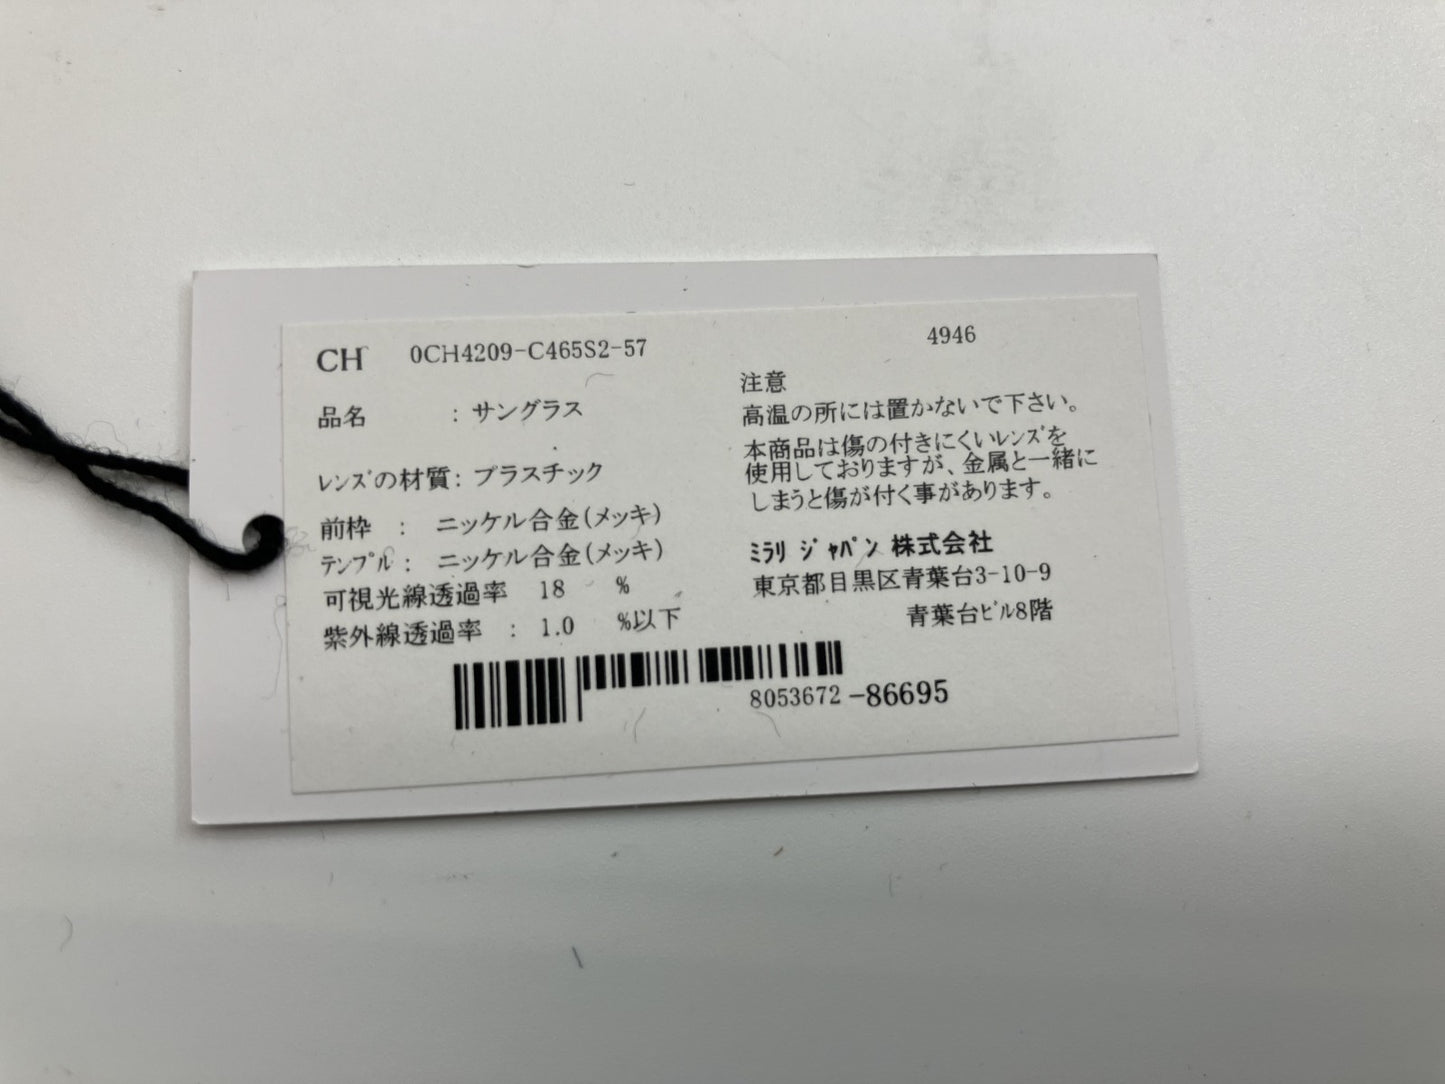 CH 0CH4209-C465S2-57 4946
品名 : サングラス
レンズの材質: プラスチック
前枠 : ニッケル合金(メッキ)
テンプル : ニッケル合金(メッキ)
可視光線透過率 18 %
紫外線透過率 : 1.0 %以下
注意
高温の所には置かないで下さい。
本商品は傷の付きにくいレンズを
使用しておりますが、金属と一緒に
しまうと傷が付く事があります。
ミラリ ジャパン 株式会社
東京都目黒区青葉台3-10-9
青葉台ビル8階
8053672-86695